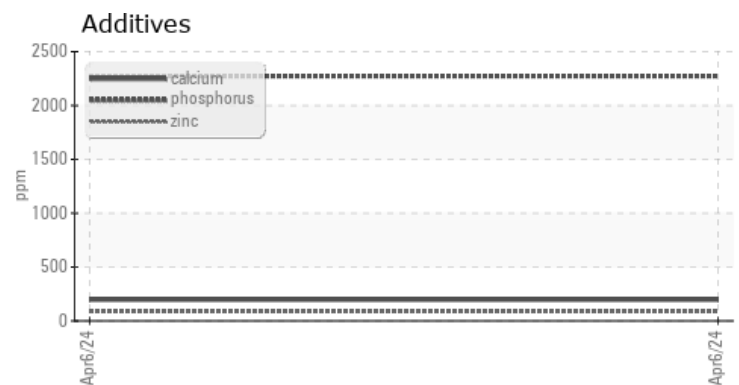 Additives
2500
2000
1500
1000
500
0
ppm
calcium
phosphorus
zinc
Apr6/24
Apr6/24